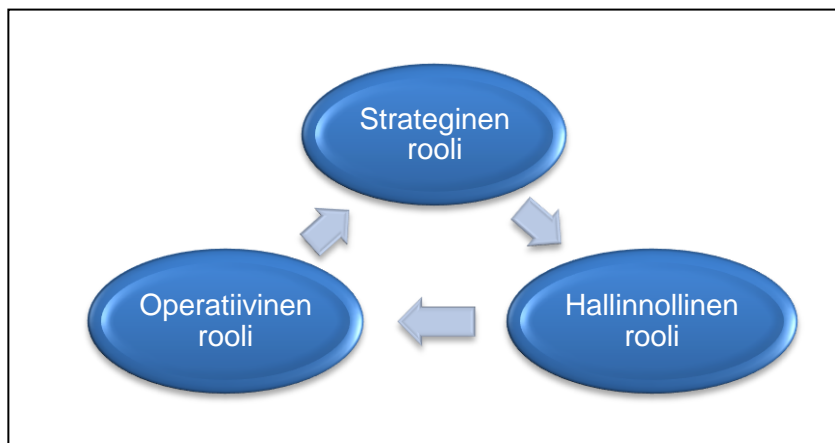 Strateginen
rooli
Operatiivinen
rooli
Hallinnollinen
rooli